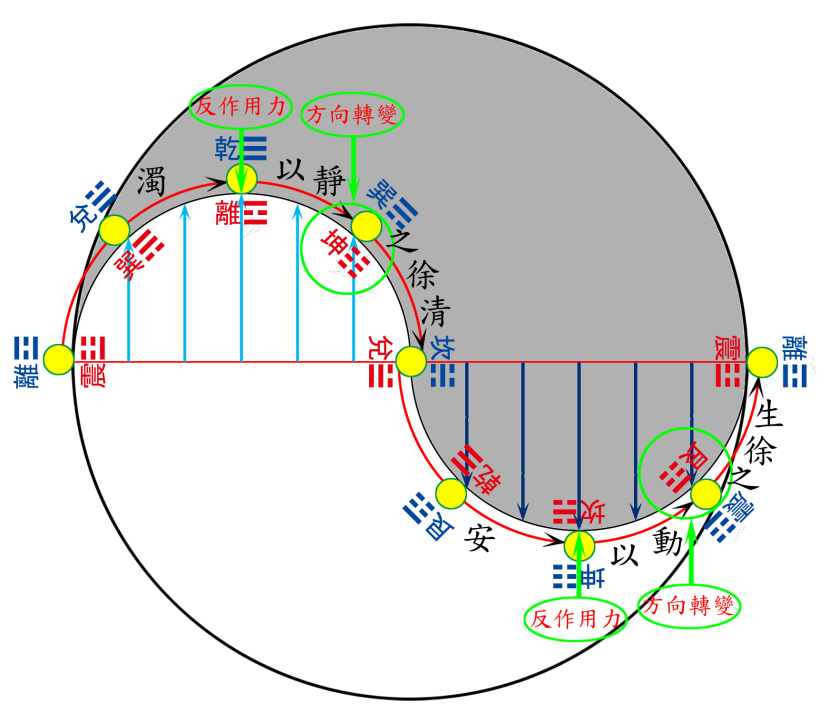 反作用力
方向轉變
乾
濁
以
靜
兌
離
巽
巽
坤
之
徐
清
離
震
兌
坎
震
離
生
徐
之
震
艮
乾
艮
安
坎
以
動
坤
反作用力
方向轉變